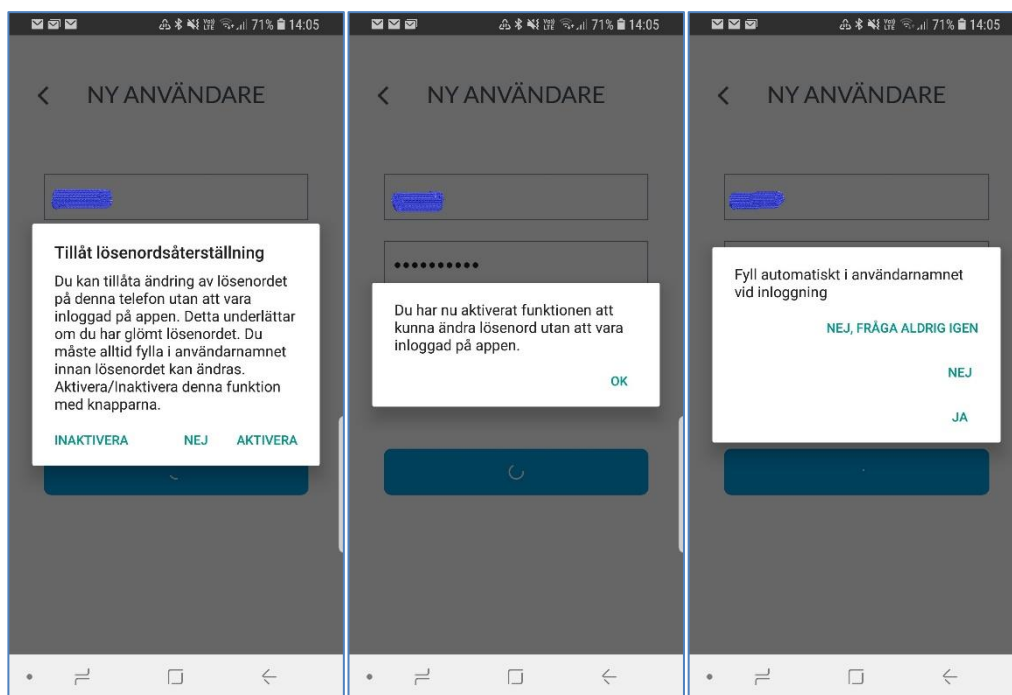 71% 14:05
NY ANVÄNDARE
Tillåt lösenordsåterställning
Du kan tillåta ändring av lösenordet
på denna telefon utan att vara
inloggad på appen. Detta underlättar
om du har glömt lösenordet. Du
måste alltid fylla i användarnamnet
innan lösenordet kan ändras.
Aktivera/Inaktivera denna funktion
med knapparna.
INAKTIVERA NEJ AKTIVERA
71% 14:05
NY ANVÄNDARE
••••••••••
Du har nu aktiverat funktionen att
kunna ändra lösenord utan att vara
inloggad på appen.
OK
71% 14:05
NY ANVÄNDARE
Fyll automatiskt i användarnamnet
vid inloggning
NEJ, FRÅGA ALDRIG IGEN
NEJ
JA